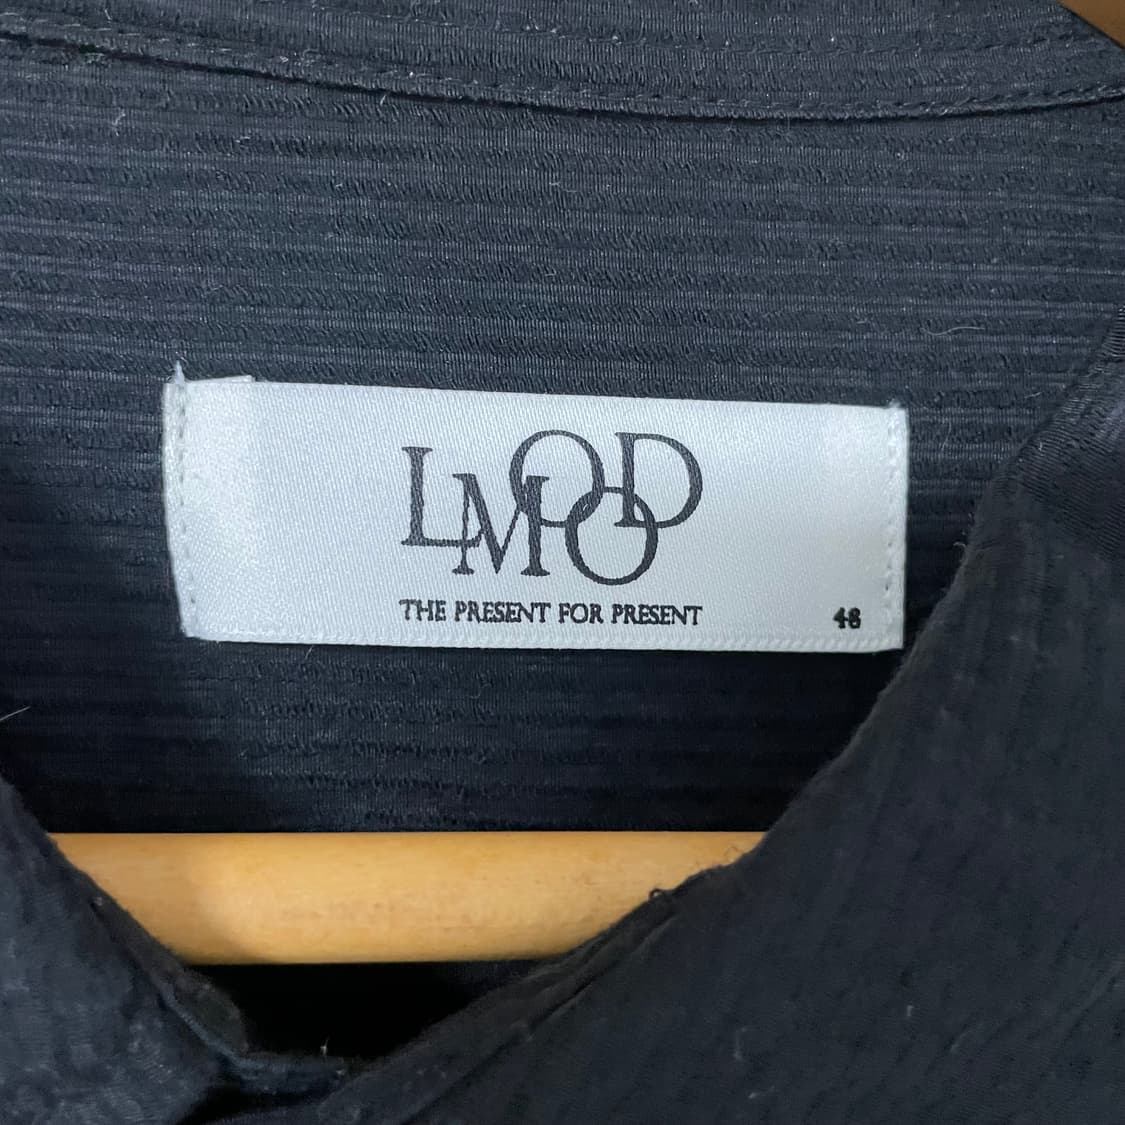 LMOOD
THE PRESENT FOR PRESENT 48